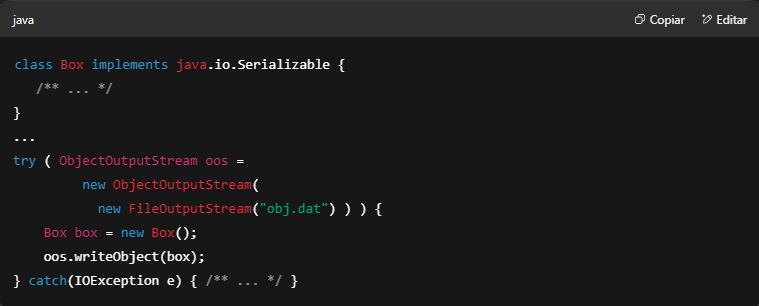 java
Copiar
Editar
class Box implements java.io.Serializable {
/** ... */
}
...
try ( ObjectOutputStream oos =
new ObjectOutputStream(
new FileOutputStream("obj.dat") ) ) {
Box box = new Box();
oos.writeObject(box);
} catch(IOException e) { /** ... */ }